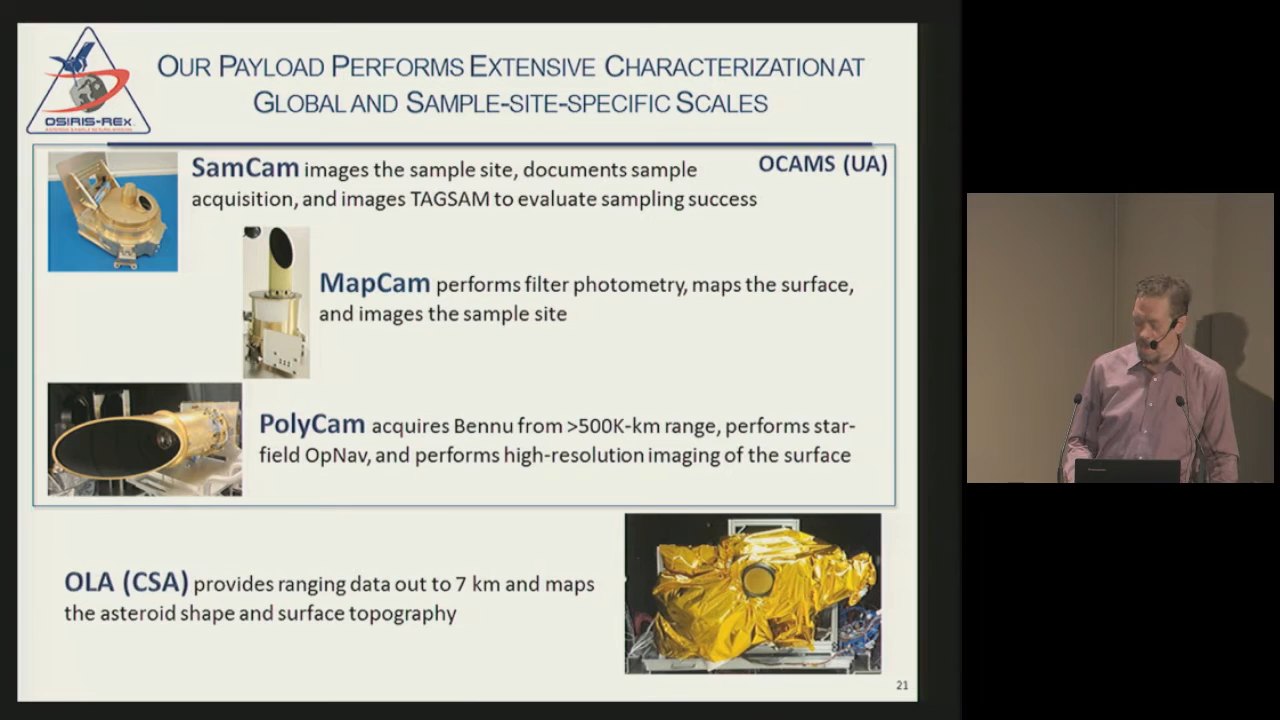 OUR PAYLOAD PERFORMS EXTENSIVE CHARACTERIZATION AT
GLOBAL AND SAMPLE-SITE-SPECIFIC SCALES
OSIRIS-REx
SamCam images the sample site, documents sample
acquisition, and images TAGSAM to evaluate sampling success
OCAMS (UA)
MapCam performs filter photometry, maps the surface,
and images the sample site
PolyCam acquires Bennu from >500K-km range, performs star-
field OpNav, and performs high-resolution imaging of the surface
OLA (CSA) provides ranging data out to 7 km and maps
the asteroid shape and surface topography
21